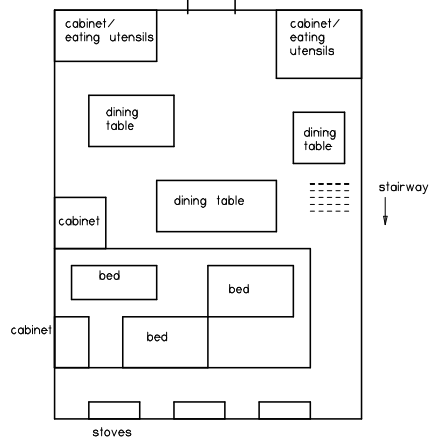 cabinet/
eating utensils
cabinet/
eating
utensils
dining
table
dining
table
dining table
stairway
cabinet
bed
bed
cabinet
bed
stoves